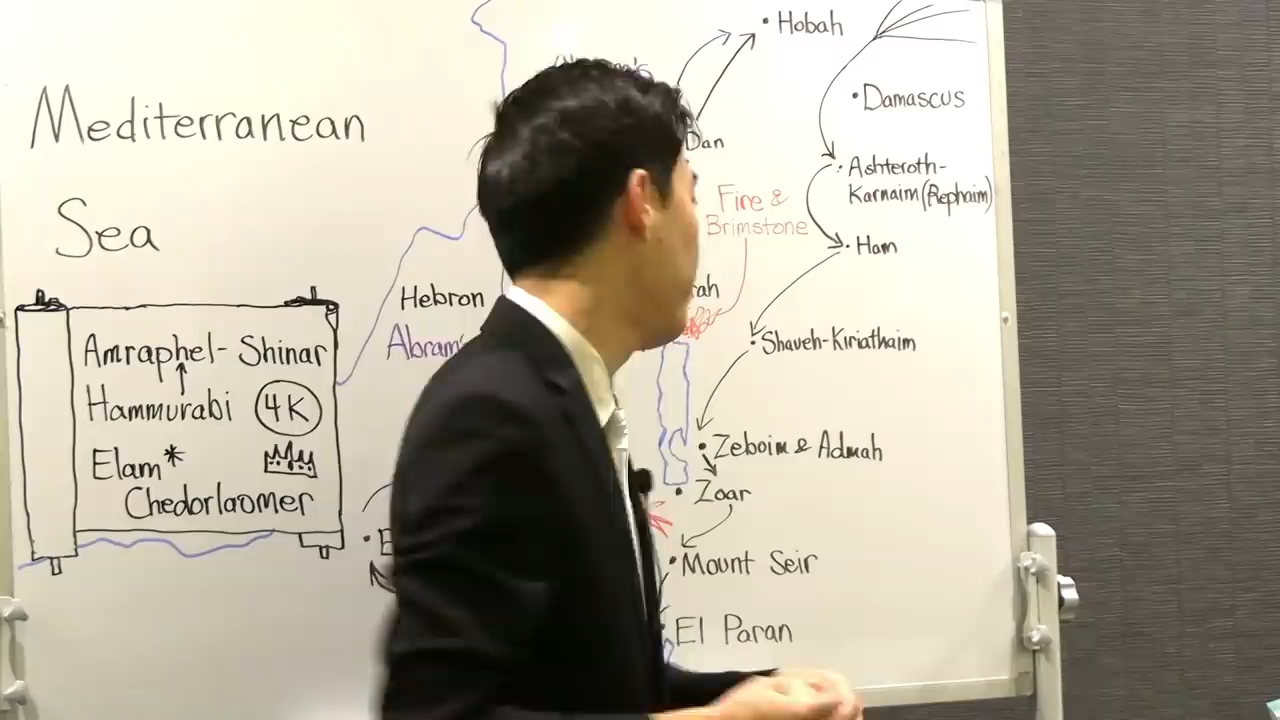 Hobah
Damascus
Mediterranean
Dan
Ashteroth-
Karnaim (Rephaim)
Fire &
Brimstone
Sea
Ham
Hebron
Shaveh-Kiriathaim
Amraphel- Shinar
Hammurabi 4K
Elam*
Chedorlaomer
Zeboim & Admah
Zoar
Mount Seir
El Paran